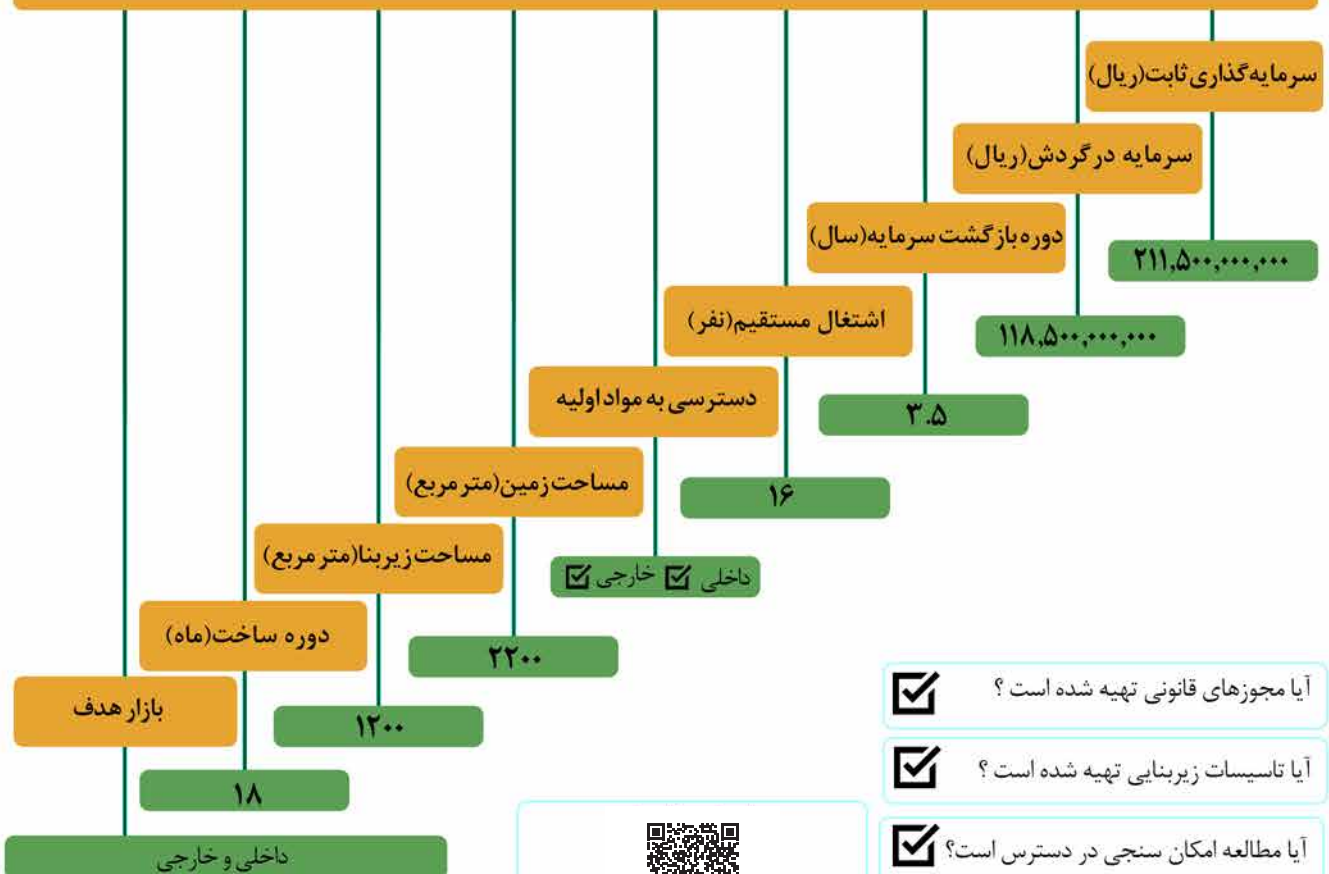 سرمایه‌گذاری ثابت(ریال)
۲۱۱,۵۰۰,۰۰۰,۰۰۰
سرمایه در گردش(ریال)
۱۱۸,۵۰۰,۰۰۰,۰۰۰
دوره بازگشت سرمایه(سال)
۳.۵
اشتغال مستقیم(نفر)
۱۶
دسترسی به مواد اولیه
داخلی ☑ خارجی ☑
مساحت زمین(متر مربع)
۲۲۰۰
مساحت زیربنا(متر مربع)
۱۲۰۰
دوره ساخت(ماه)
۱۸
بازار هدف
داخلی و خارجی
آیا مجوزهای قانونی تهیه شده است ؟ ☑
آیا تاسیسات زیربنایی تهیه شده است ؟ ☑
آیا مطالعه امکان سنجی در دسترس است؟ ☑